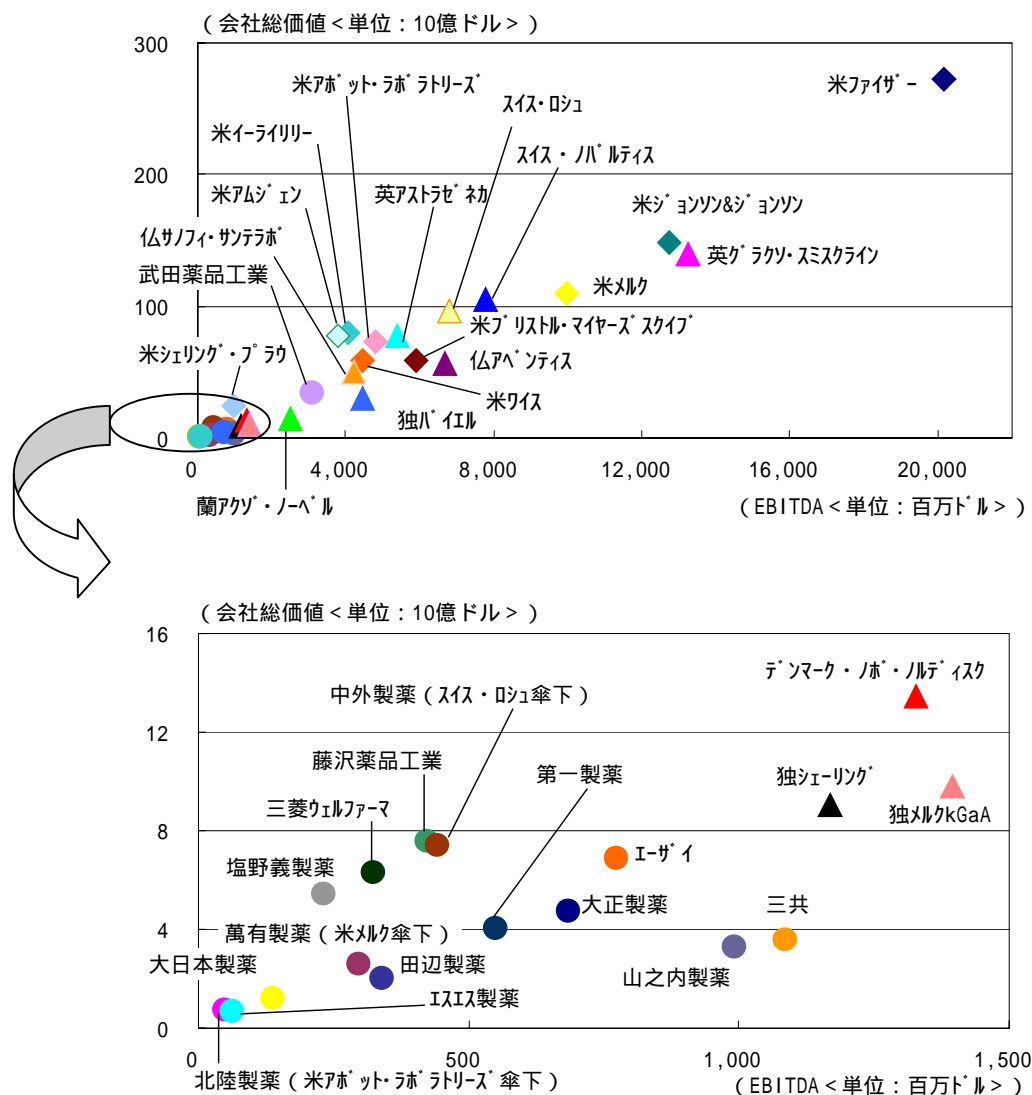 (会社総価値<単位:10億ドル>)
300
200
100
0
米アボット・ラボラトリーズ
スイス・ロシュ
米ファイザー
米イーライリリー
スイス・ノバルティス
米アムジェン
英アストラゼネカ
米ジョンソン&ジョンソン
仏サノフィ・サンテラボ
英グラクソ・スミスクライン
武田薬品工業
米メルク
米ブリストル・マイヤーズスクイブ
米シェリング・プラウ
仏アベンティス
米ワイス
独バイエル
0 4,000 8,000 12,000 16,000 20,000
蘭アクゾ・ノーベル
(EBITDA<単位:百万ドル>)
(会社総価値<単位:10億ドル>)
16
12
8
4
0
デンマーク・ノボ・ノルディスク
中外製薬(スイス・ロシュ傘下)
藤沢薬品工業
第一製薬
独シェーリング
三菱ウェルファーマ
独メルクkGaA
エーザイ
塩野義製薬
大正製薬
三共
萬有製薬(米メルク傘下)
大日本製薬
田辺製薬
山之内製薬
エスエス製薬
0 500 1,000 1,500
北陸製薬(米アボット・ラボラトリーズ傘下)
(EBITDA<単位:百万ドル>)